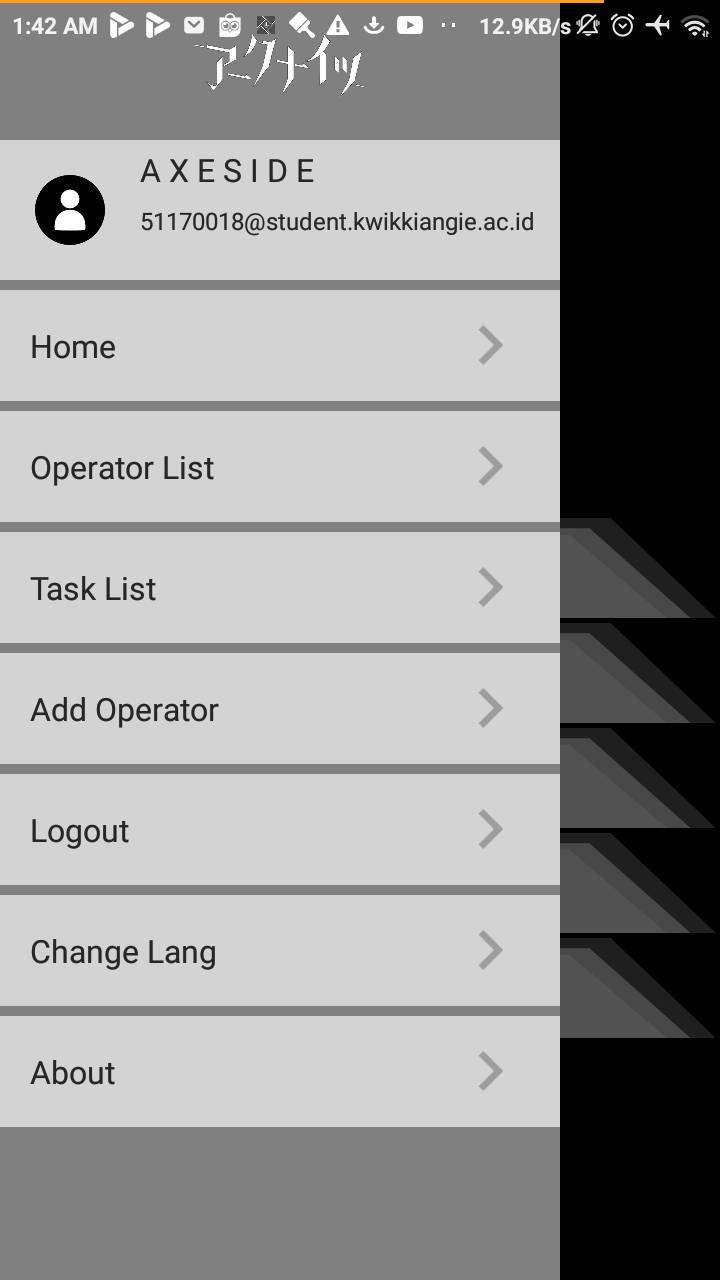 1:42 AM 12.9KB/s
アークナイツ
AXESIDE
51170018@student.kwikkiangie.ac.id
Home
Operator List
Task List
Add Operator
Logout
Change Lang
About